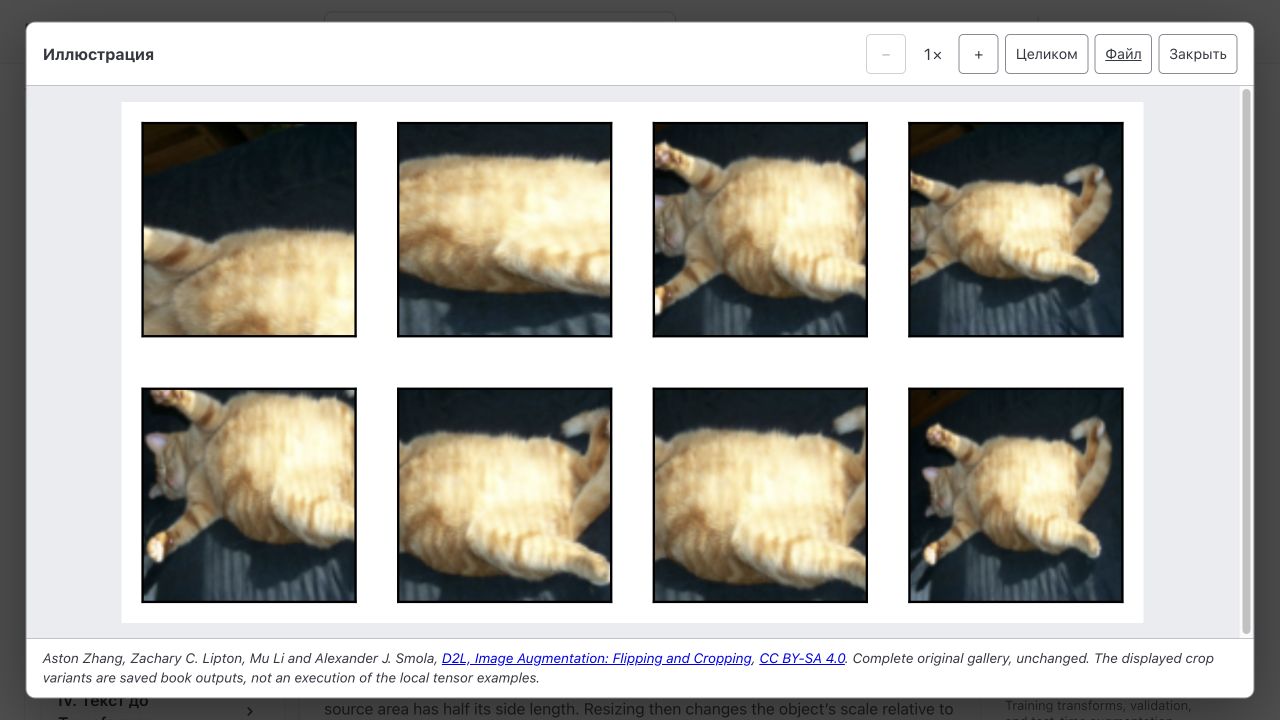 Иллюстрация
− 1× + Целиком Файл Закрыть
Aston Zhang, Zachary C. Lipton, Mu Li and Alexander J. Smola, D2L, Image Augmentation: Flipping and Cropping, CC BY-SA 4.0. Complete original gallery, unchanged. The displayed crop
variants are saved book outputs, not an execution of the local tensor examples.
IV. Текст до
source area has half its side length. Resizing then changes the object's scale relative to
Training transforms, validation,